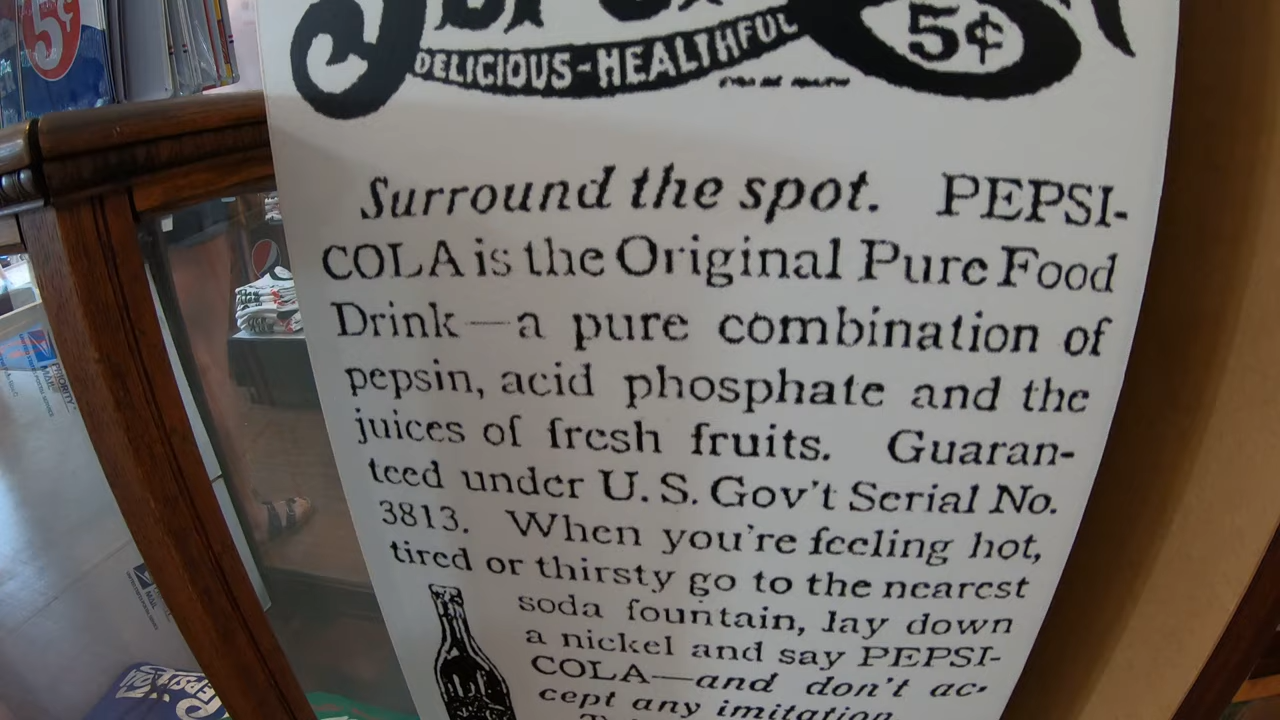 5¢
5¢
DELICIOUS-HEALTHFUL
Surround the spot. PEPSI-
COLA is the Original Pure Food
Drink—a pure combination of
pepsin, acid phosphate and the
juices of fresh fruits. Guaran-
teed under U. S. Gov't Serial No.
3813. When you're feeling hot,
tired or thirsty go to the nearest
soda fountain, lay down
a nickel and say PEPSI-
COLA—and don't ac-
cept any imitation
PRIORITY
MAIL